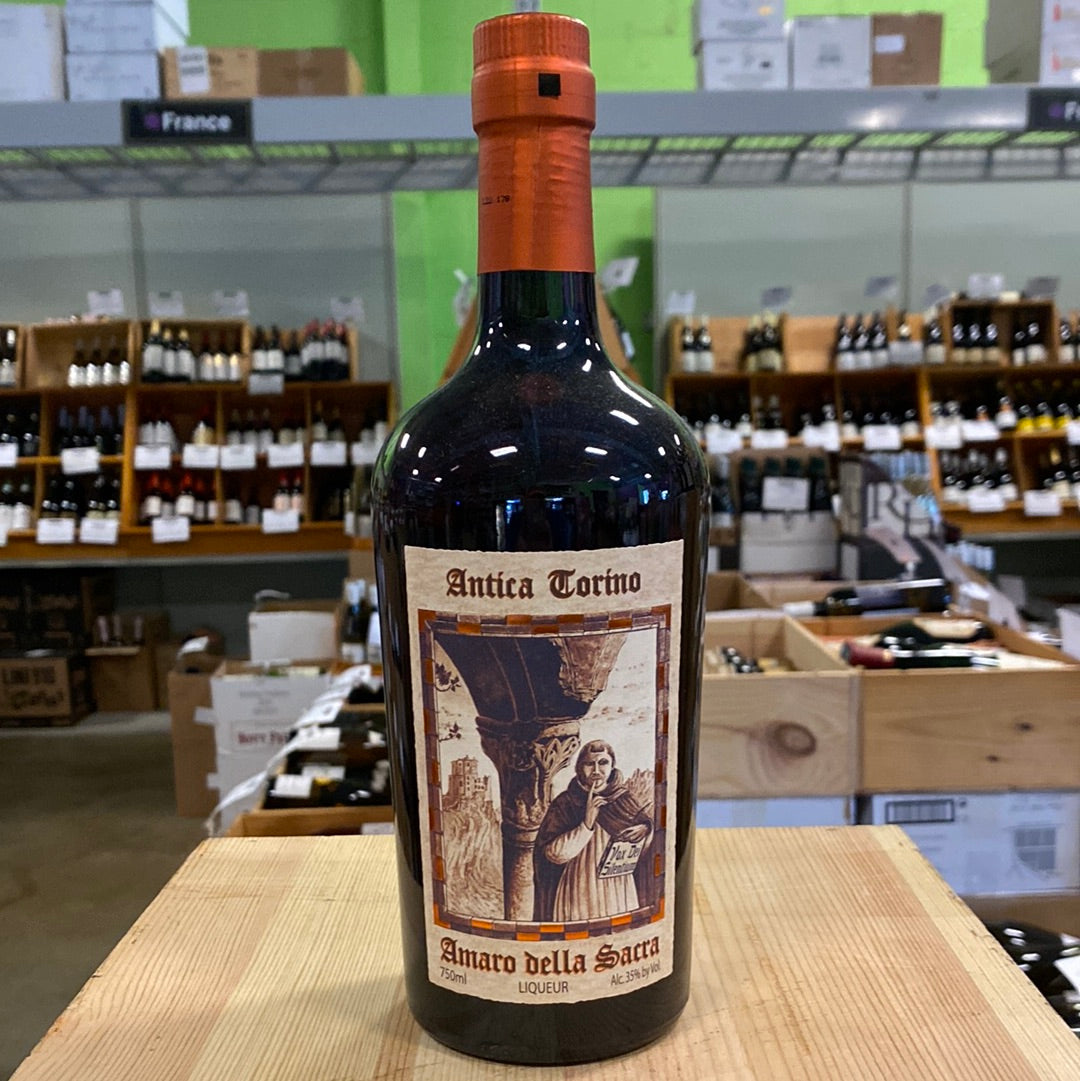 France
Antica Torino
Vox Dei
Silentium
Amaro della Sacra
750ml
LIQUEUR
Alc.35% by Vol